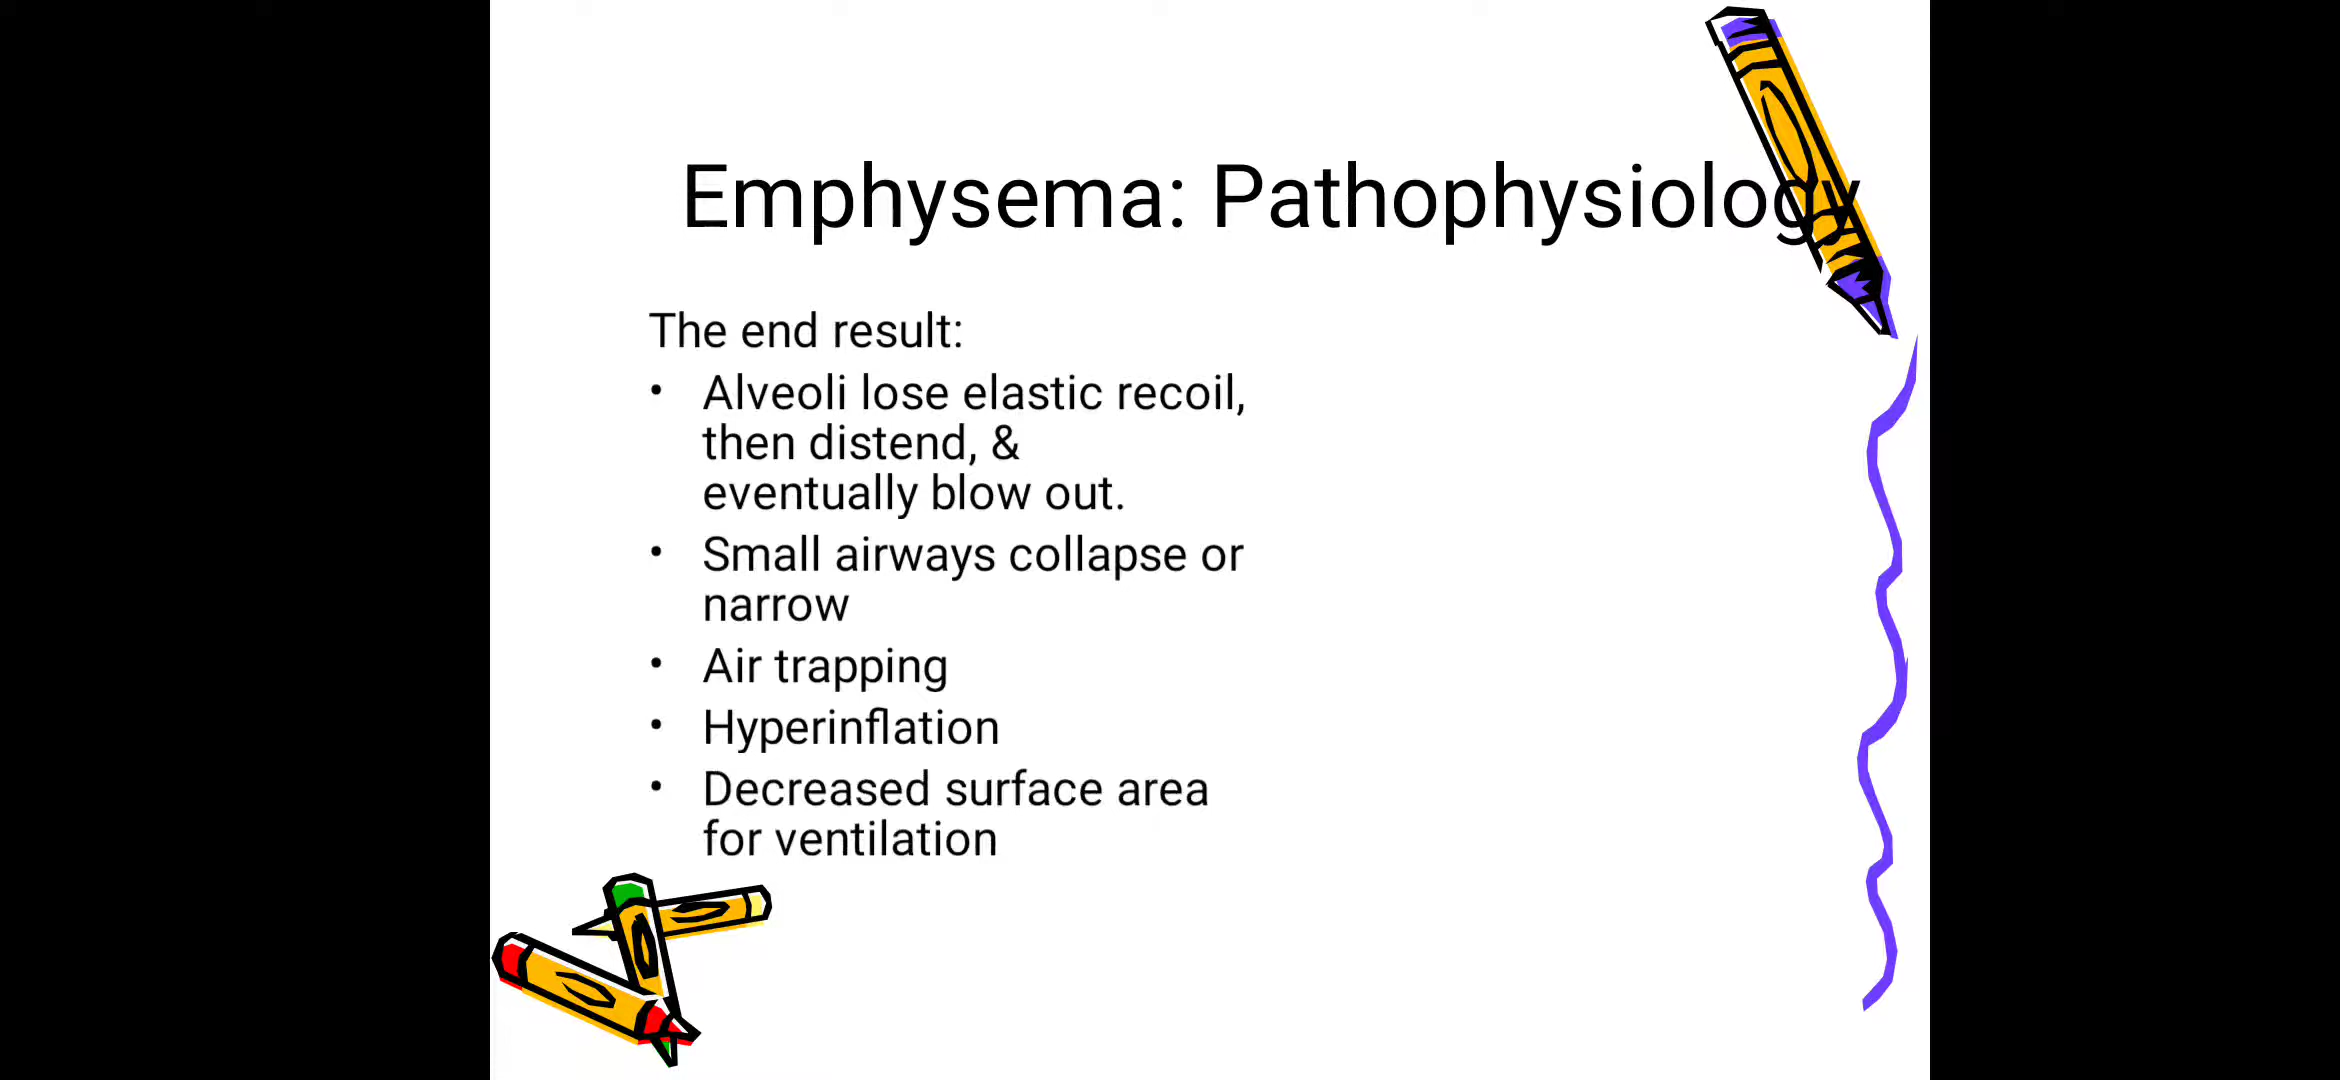 Emphysema: Pathophysiology
The end result:
• Alveoli lose elastic recoil,
then distend, &
eventually blow out.
• Small airways collapse or
narrow
• Air trapping
• Hyperinflation
• Decreased surface area
for ventilation